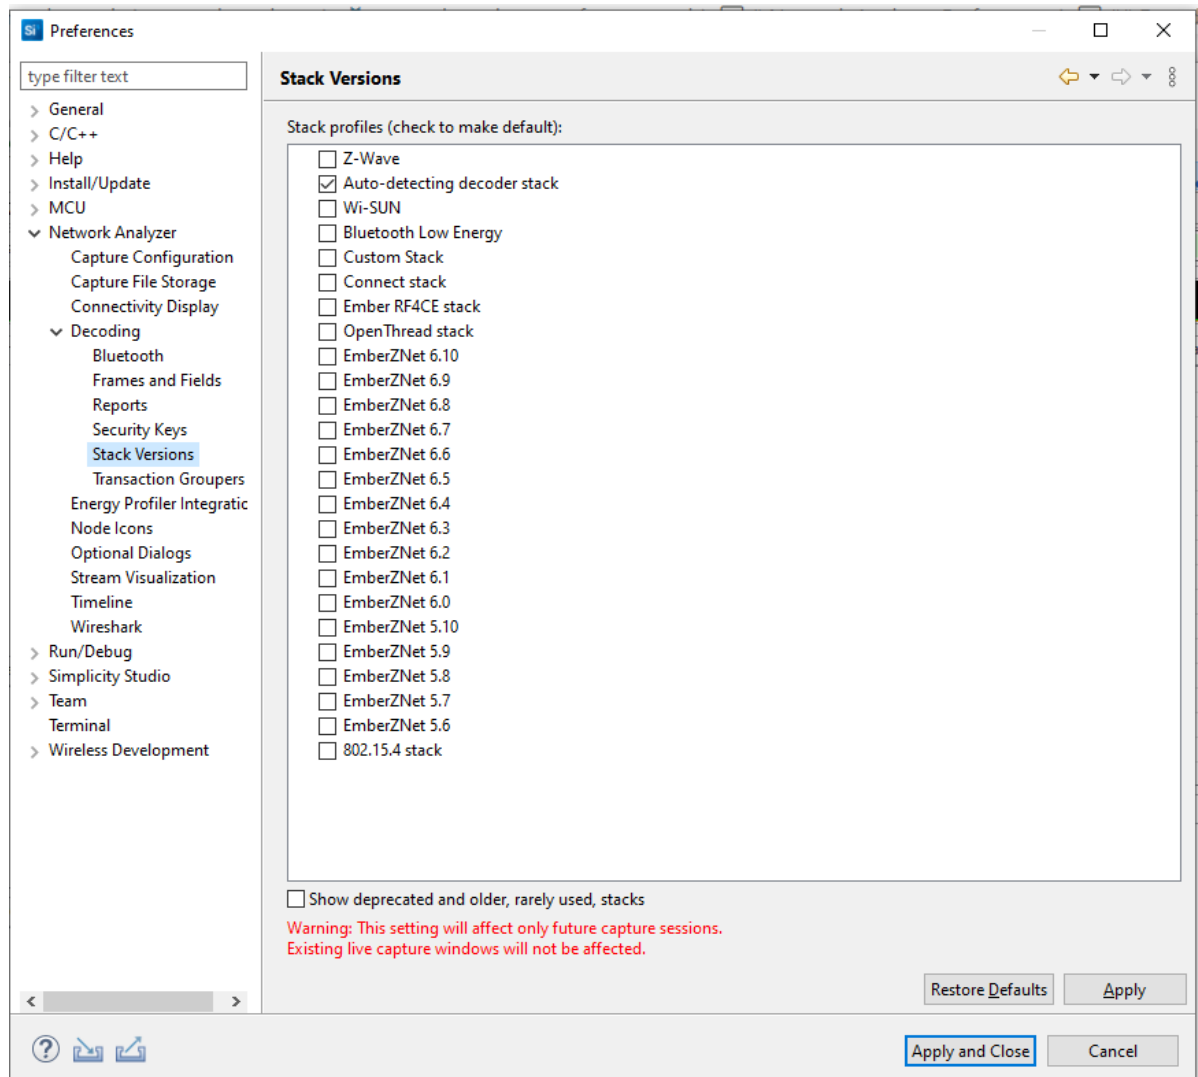 Si
Preferences
type filter text
General
C/C++
Help
Install/Update
MCU
Network Analyzer
Capture Configuration
Capture File Storage
Connectivity Display
Decoding
Bluetooth
Frames and Fields
Reports
Security Keys
Stack Versions
Transaction Groupers
Energy Profiler Integratic
Node Icons
Optional Dialogs
Stream Visualization
Timeline
Wireshark
Run/Debug
Simplicity Studio
Team
Terminal
Wireless Development
Stack Versions
Stack profiles (check to make default):
Z-Wave
Auto-detecting decoder stack
Wi-SUN
Bluetooth Low Energy
Custom Stack
Connect stack
Ember RF4CE stack
OpenThread stack
EmberZNet 6.10
EmberZNet 6.9
EmberZNet 6.8
EmberZNet 6.7
EmberZNet 6.6
EmberZNet 6.5
EmberZNet 6.4
EmberZNet 6.3
EmberZNet 6.2
EmberZNet 6.1
EmberZNet 6.0
EmberZNet 5.10
EmberZNet 5.9
EmberZNet 5.8
EmberZNet 5.7
EmberZNet 5.6
802.15.4 stack
Show deprecated and older, rarely used, stacks
Warning: This setting will affect only future capture sessions.
Existing live capture windows will not be affected.
Restore Defaults
Apply
Apply and Close
Cancel